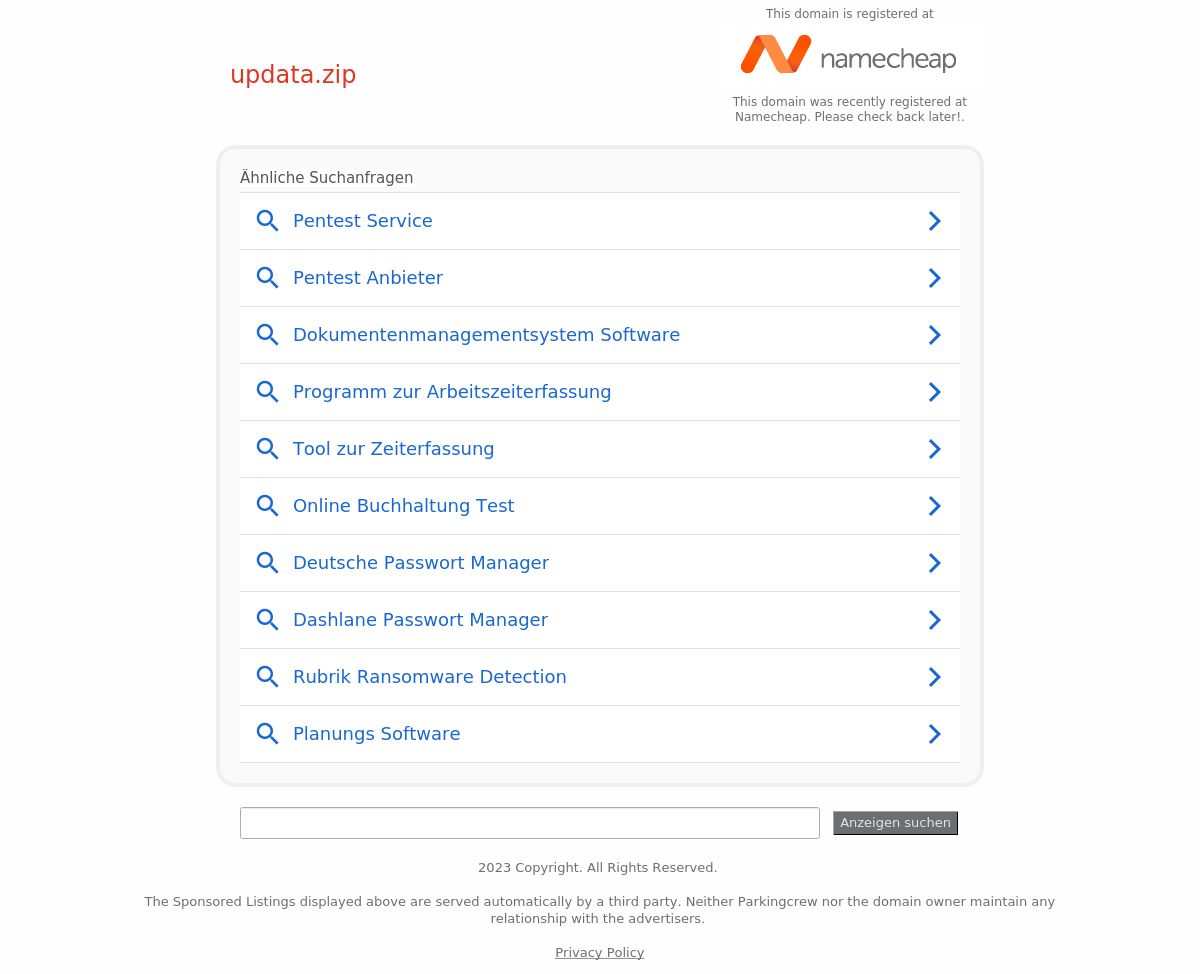 This domain is registered at
namecheap
updata.zip
This domain was recently registered at
Namecheap. Please check back later!.
Ähnliche Suchanfragen
Pentest Service
Pentest Anbieter
Dokumentenmanagementsystem Software
Programm zur Arbeitszeiterfassung
Tool zur Zeiterfassung
Online Buchhaltung Test
Deutsche Passwort Manager
Dashlane Passwort Manager
Rubrik Ransomware Detection
Planungs Software
Anzeigen suchen
2023 Copyright. All Rights Reserved.
The Sponsored Listings displayed above are served automatically by a third party. Neither Parkingcrew nor the domain owner maintain any
relationship with the advertisers.
Privacy Policy